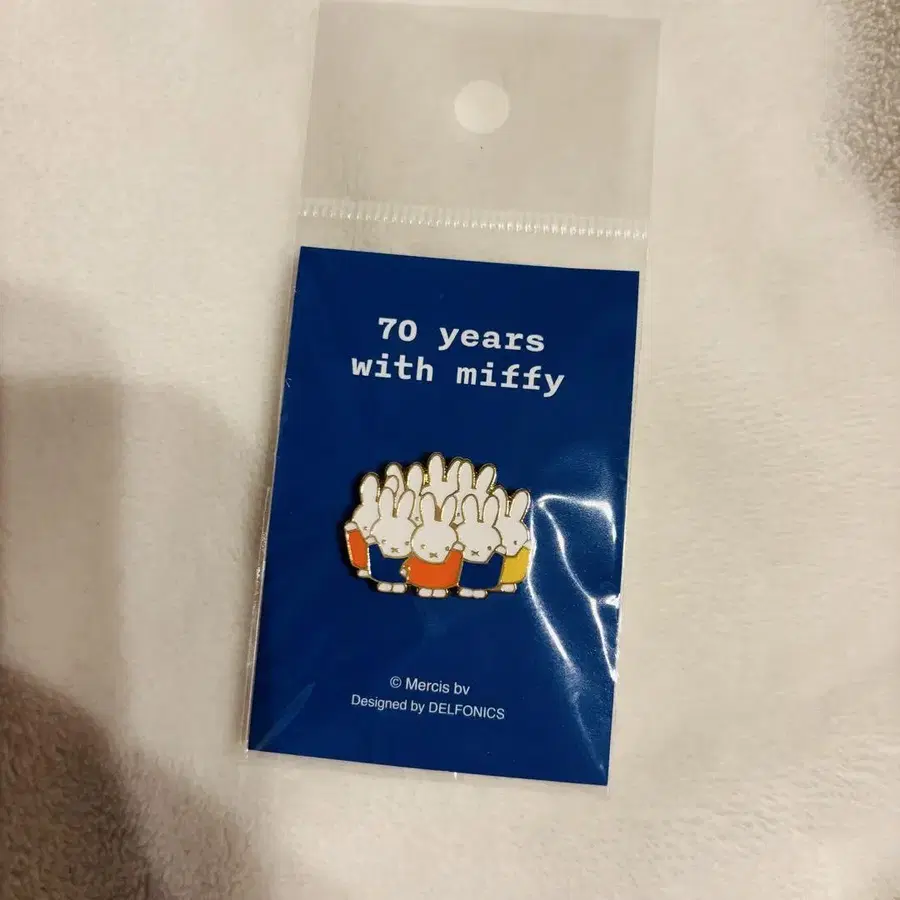 70 years
with miffy
© Mercis bv
Designed by DELFONICS